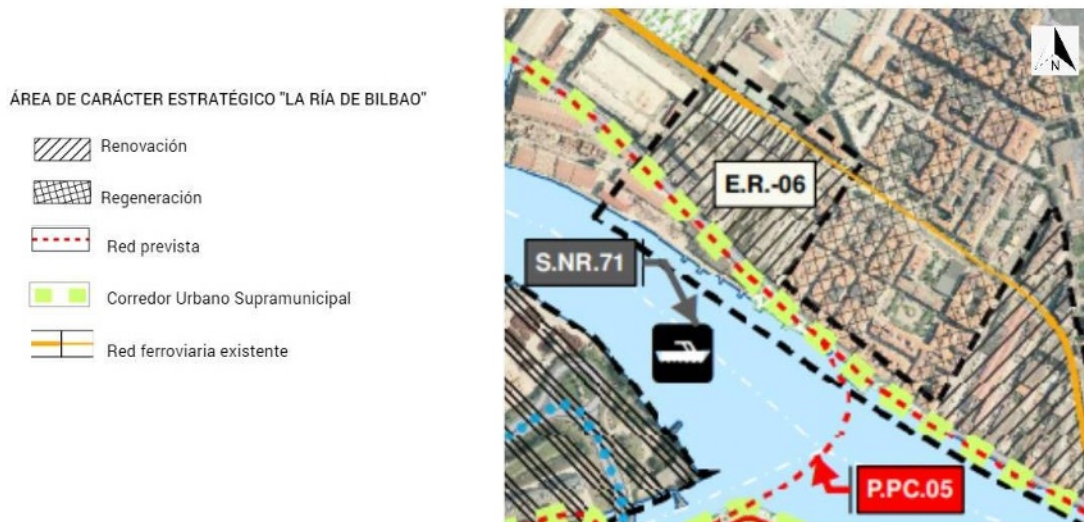 ÁREA DE CARÁCTER ESTRATÉGICO "LA RÍA DE BILBAO"
Renovación
Regeneración
Red prevista
Corredor Urbano Supramunicipal
Red ferroviaria existente
N
E.R.-06
S.NR.71
P.PC.05